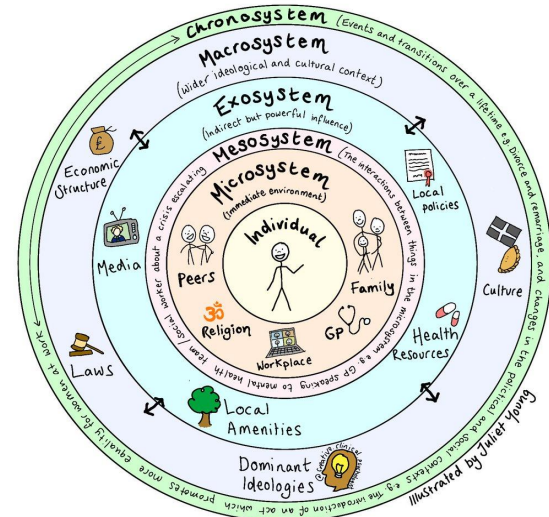 Chronosystem (Events and transitions over a lifetime eg Divorce and remarriage, and changes in the political and social contexts e.g. The introduction of an act which promotes more equality for women at work
Macrosystem
(Wider ideological and cultural context)
Exosystem
(Indirect but powerful influence)
Mesosystem (The interactions between things in the microsystem e.g. GP speaking to mental health team/social worker about a crisis escalating
Microsystem
(Immediate environment)
Individual
Peers
Family
ॐ
Religion
Workplace
GP
£
Economic
Structure
Local
policies
Media
Culture
Health
Resources
Laws
Local
Amenities
Dominant
Ideologies
Illustrated by Juliet Young